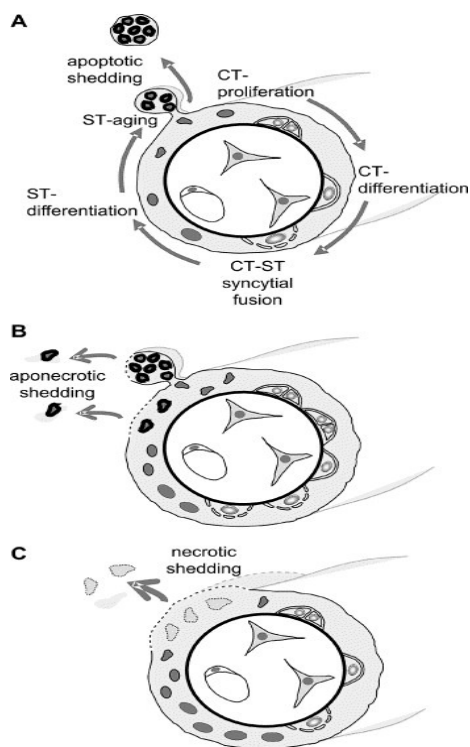 A
apoptotic
shedding
CT-
proliferation
ST-aging
CT-
differentiation
ST-
differentiation
CT-ST
syncytial
fusion
B
aponecrotic
shedding
C
necrotic
shedding